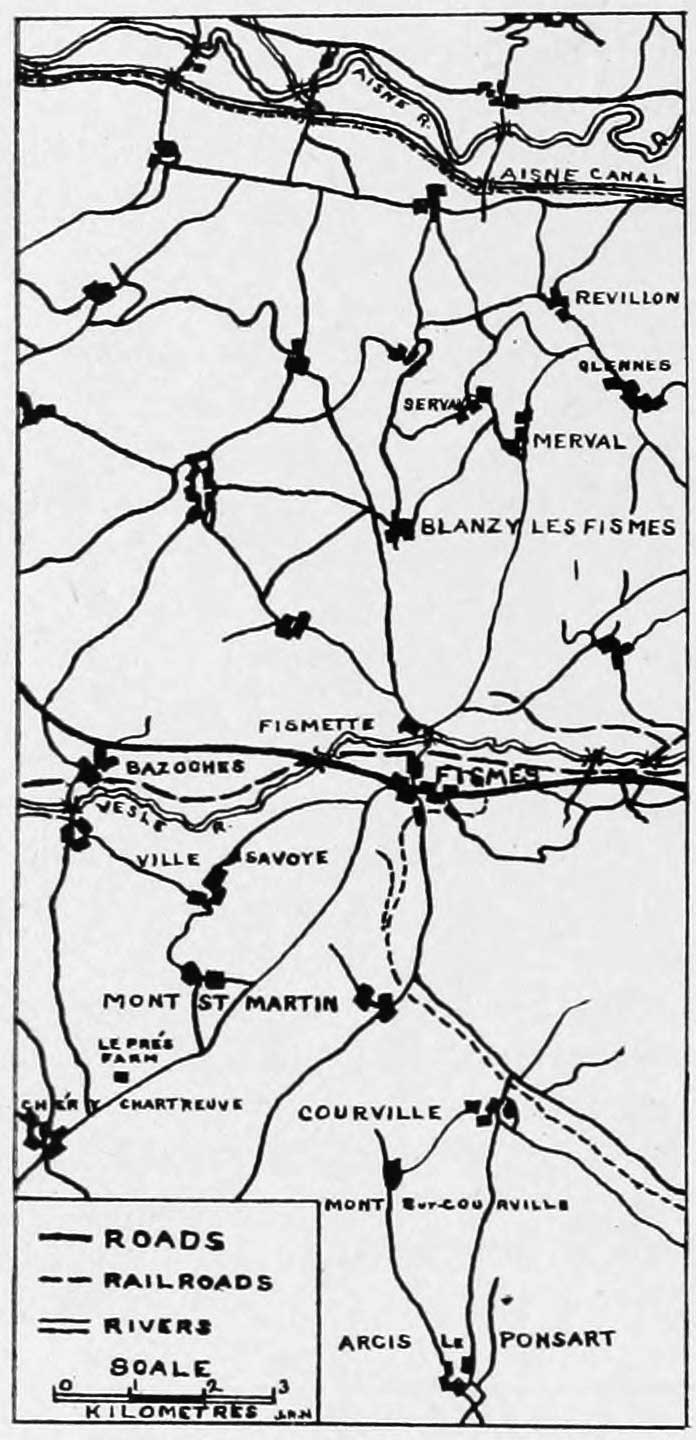 AISNE R.
R.
AISNE CANAL
REVILLON
GLENNES
SERVAL
MERVAL
BLANZY LES FISMES
FISMETTE
BAZOCHES
FISMES
VESLE R.
VILLE SAVOYE
MONT ST MARTIN
LE PRÉS
FARM
CHÉRY CHARTREUVE
COURVILLE
MONT SUR-COURVILLE
ROADS
RAILROADS
RIVERS
ARCIS LE PONSART
SCALE
0 1 2 3
KILOMETRES J.R.N